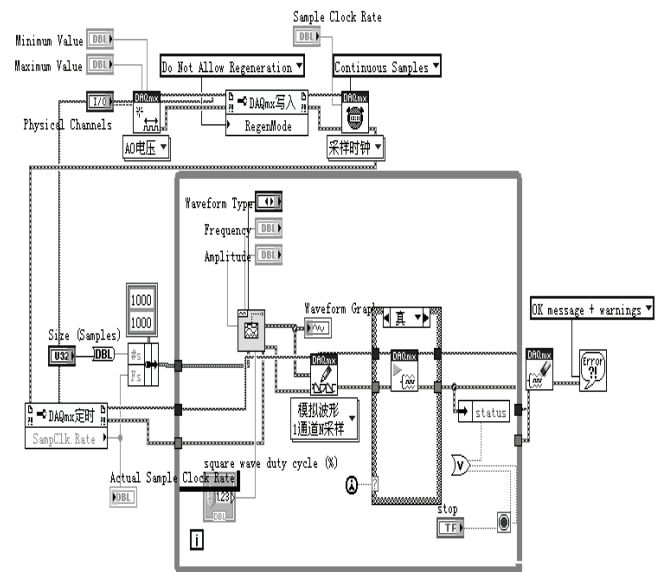 Sample Clock Rate
Minimum Value DBL
DBL
Maximum Value DBL
Do Not Allow Regeneration
Continuous Samples
I/O
DAQmx
DAQmx写入
DAQmx
Physical Channels
RegenMode
AO电压
采样时钟
Waveform Type
Frequency DBL
Amplitude DBL
1000
1000
Waveform Graph
真
OK message + warnings
Size (Samples)
U32
DBL
#s
Fs
DAQmx
DAQmx
DAQmx
Error
?!
模拟波形
1通道N采样
status
DAQmx定时
SampClk.Rate
square wave duty cycle (%)
Actual Sample Clock Rate
DBL
1.23
DBL
?
V
stop
TF
i